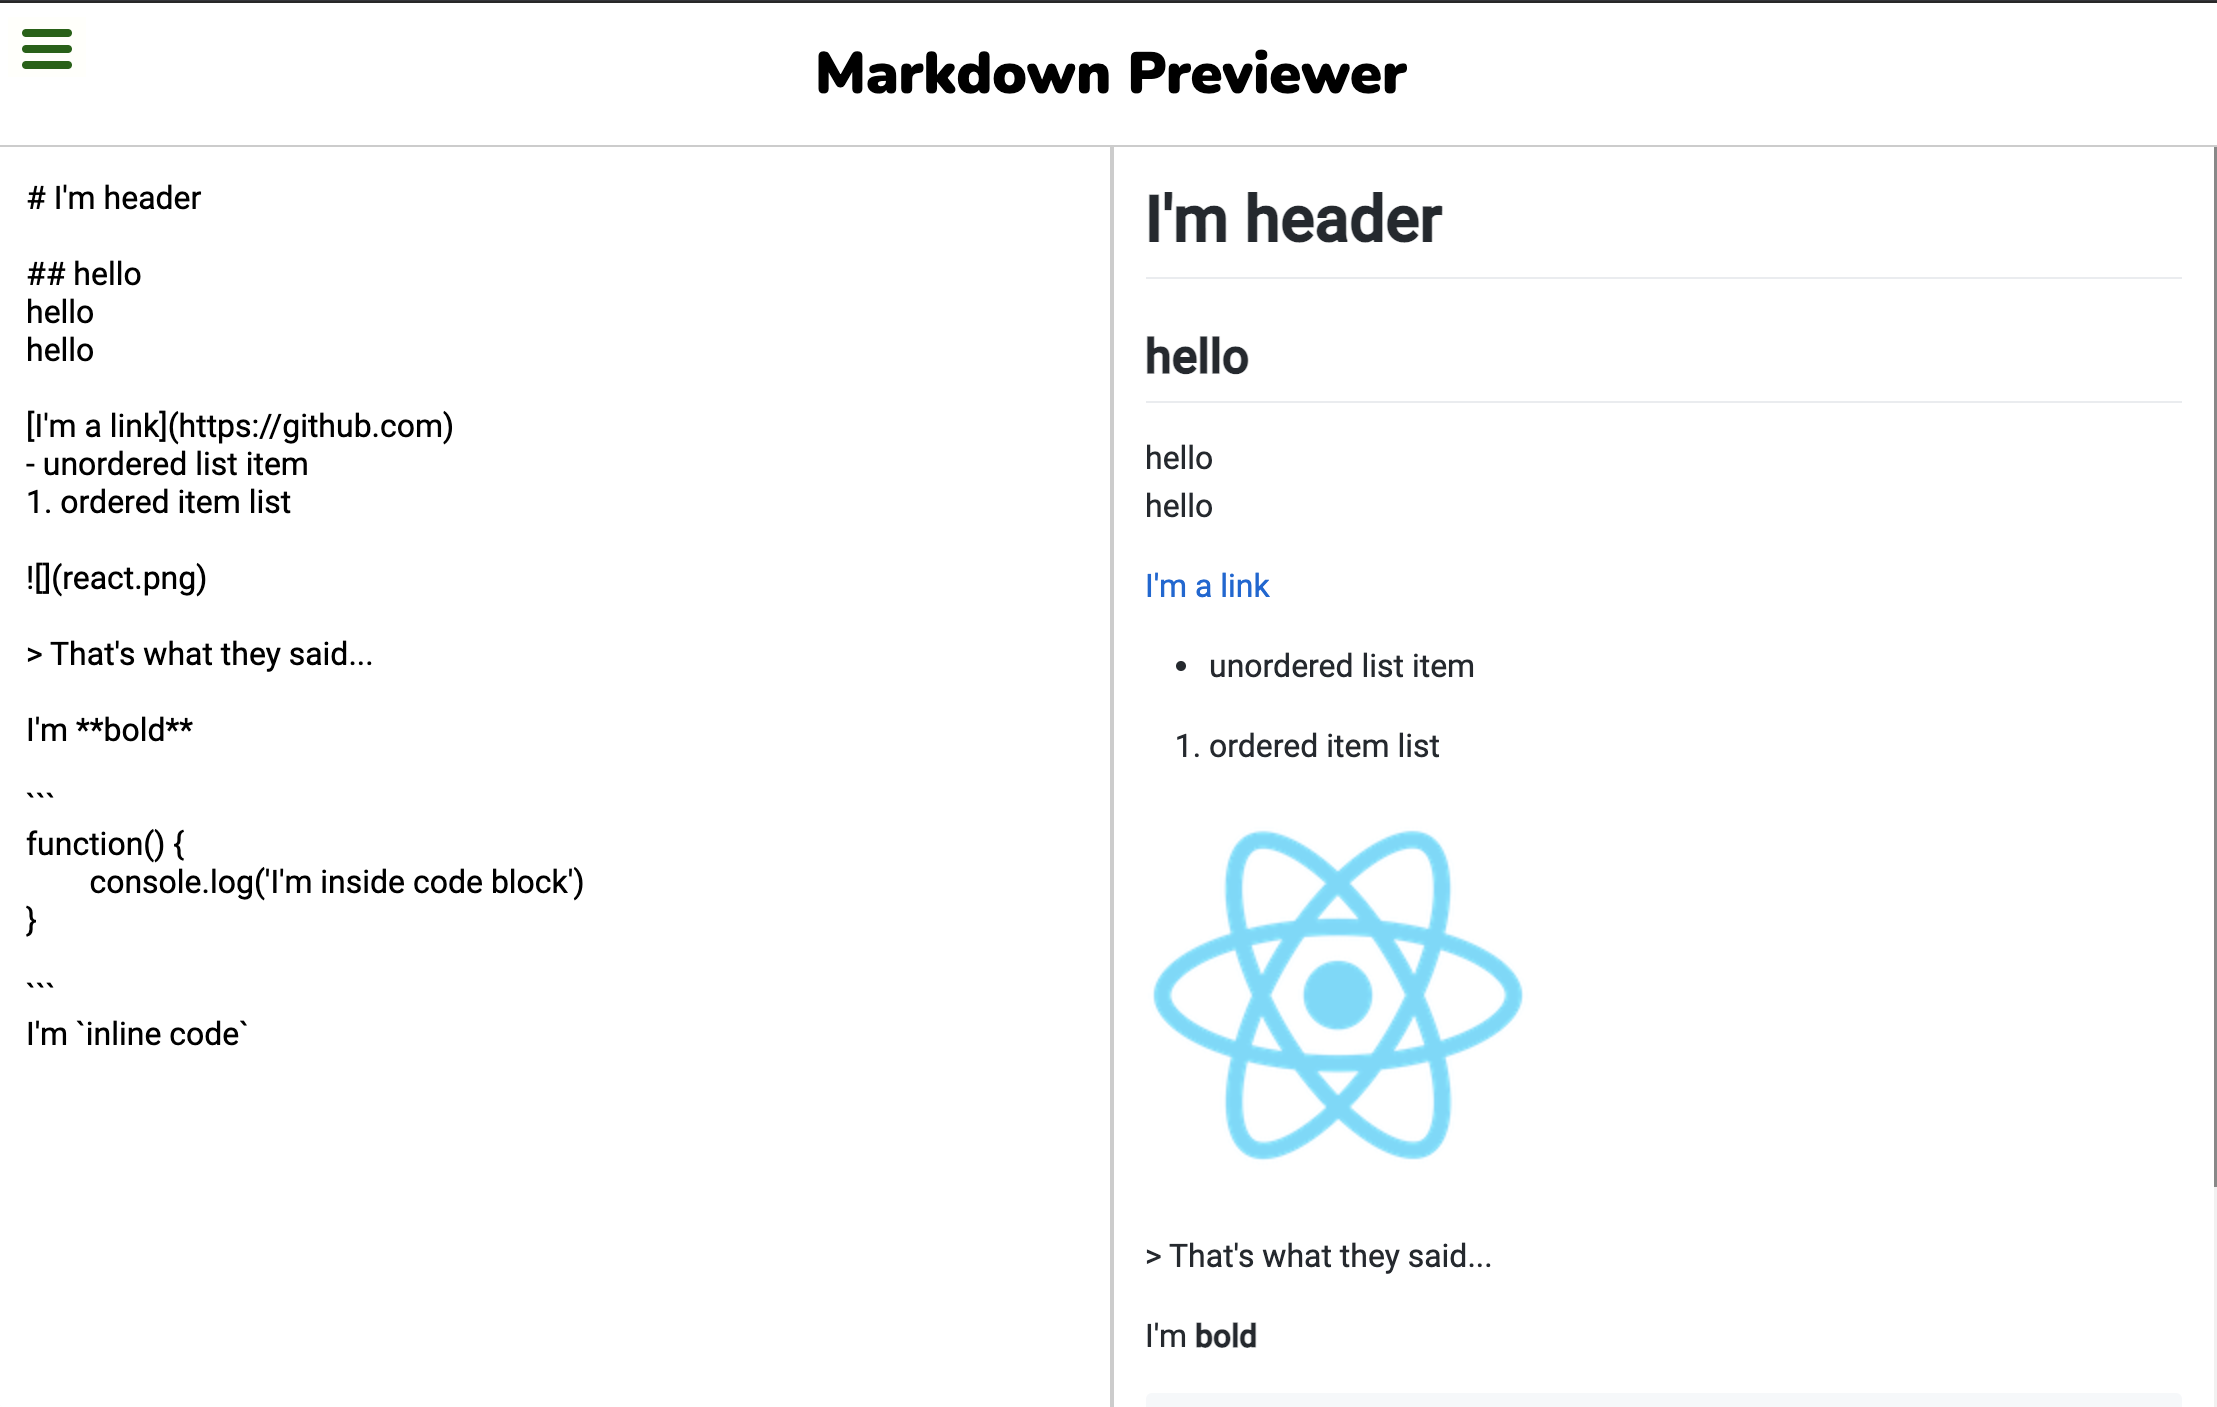 Markdown Previewer
# I'm header
## hello
hello
hello
[I'm a link](https://github.com)
- unordered list item
1. ordered item list
![](react.png)
> That's what they said...
I'm **bold**
```
function() {
console.log('I'm inside code block')
}
```
I'm `inline code`
I'm header
hello
hello
hello
I'm a link
• unordered list item
1. ordered item list
> That's what they said...
I'm bold